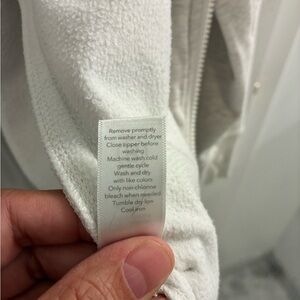 Remove promptly
from washer and dryer
Close zipper before
washing
Machine wash cold
gentle cycle
Wash and dry
with like colors
Only non-chlorine
bleach when needed
Tumble dry low
Cool iron